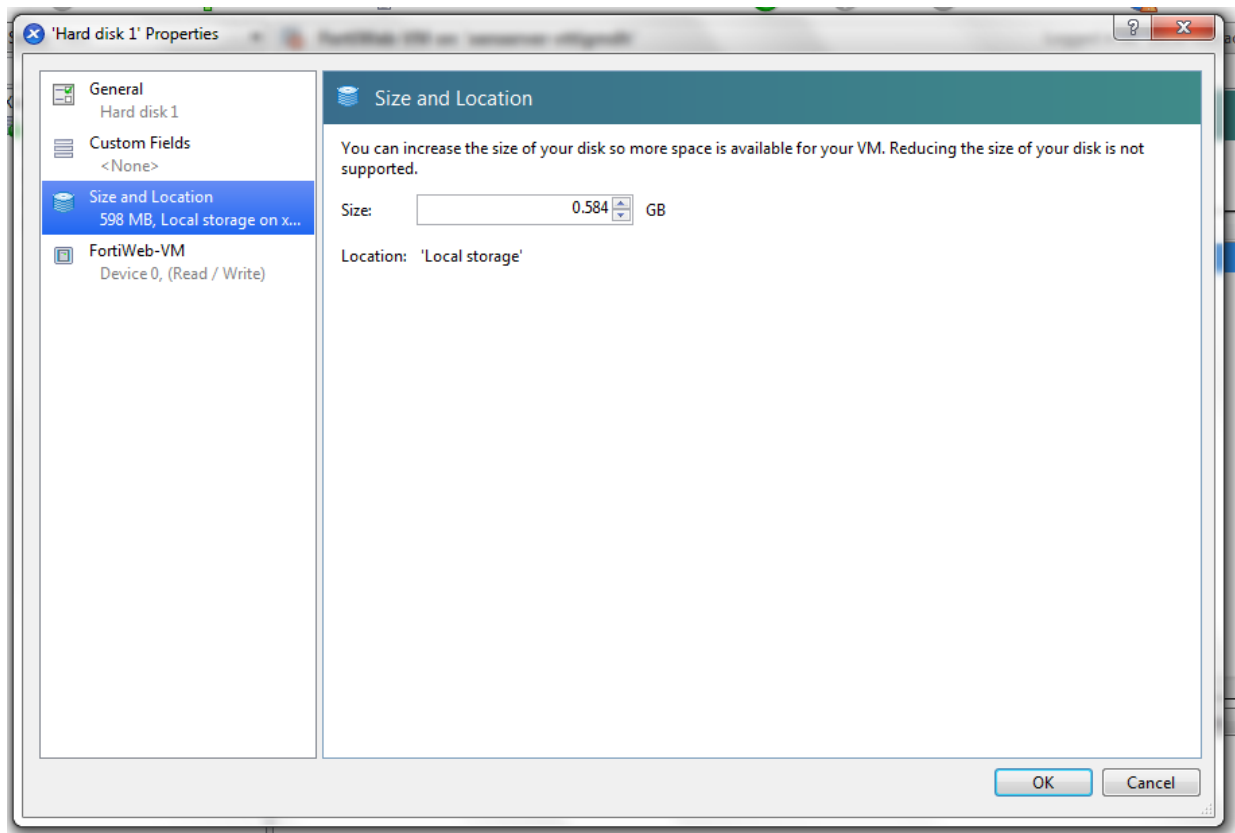 'Hard disk 1' Properties
General
Hard disk 1
Custom Fields
<None>
Size and Location
598 MB, Local storage on x...
FortiWeb-VM
Device 0, (Read / Write)
Size and Location
You can increase the size of your disk so more space is available for your VM. Reducing the size of your disk is not
supported.
Size: 0.584 GB
Location: 'Local storage'
OK Cancel